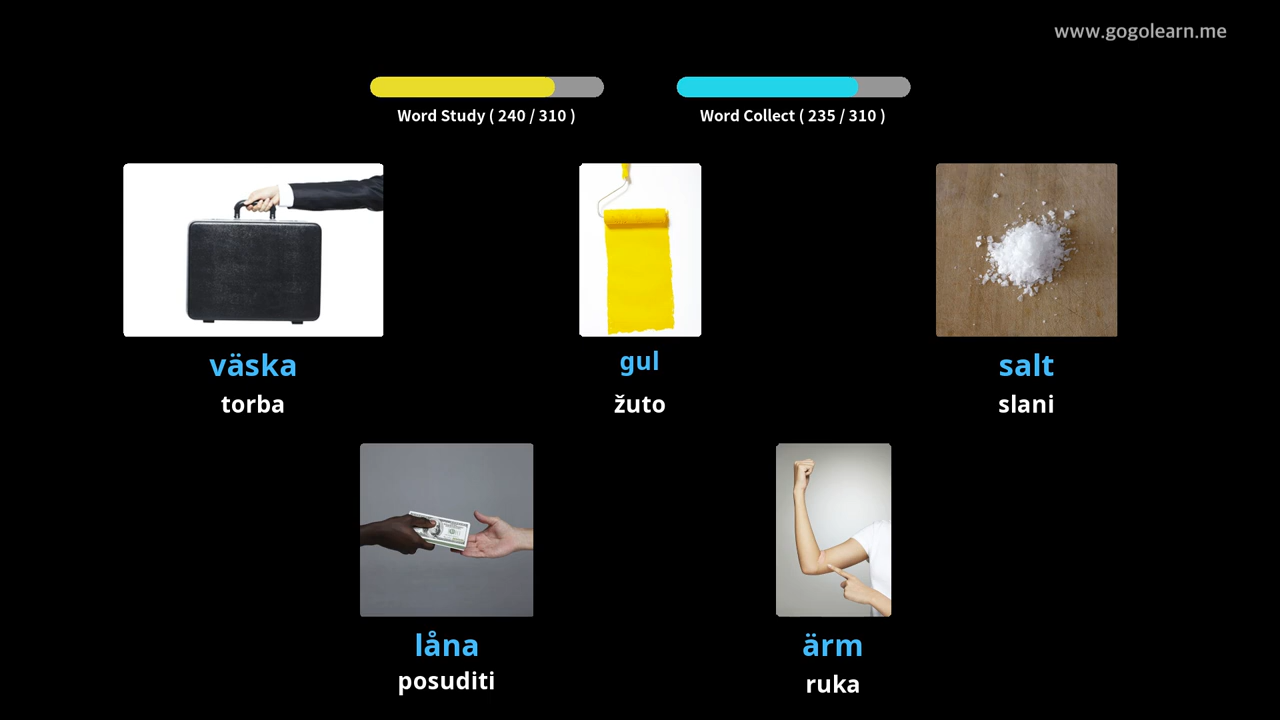 www.gogolearn.me
Word Study ( 240 / 310 )
Word Collect ( 235 / 310 )
väska
torba
gul
žuto
salt
slani
låna
posuditi
ärm
ruka